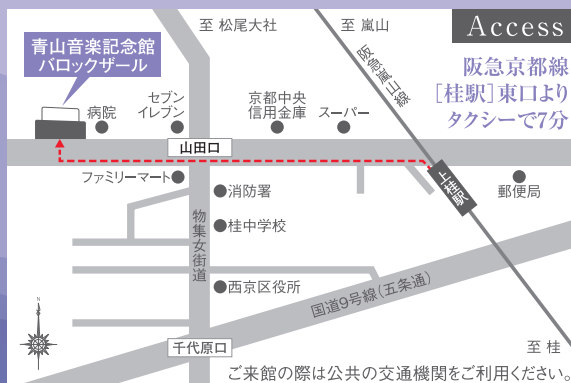 至 松尾大社
至 嵐山
Access
青山音楽記念館
バロックザール
阪急嵐山線
阪急京都線
[桂駅]東口より
タクシーで7分
病院
セブン
イレブン
京都中央
信用金庫
スーパー
山田口
ファミリーマート
消防署
上桂駅
郵便局
物集女街道
桂中学校
西京区役所
国道9号線(五条通)
N
千代原口
至 桂
ご来館の際は公共の交通機関をご利用ください。